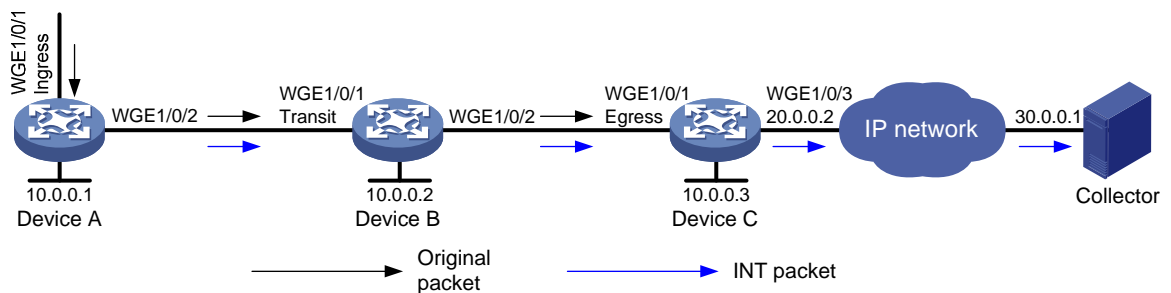 WGE1/0/1
Ingress
WGE1/0/2
WGE1/0/1
Transit
WGE1/0/2
WGE1/0/1
Egress
WGE1/0/3
20.0.0.2
IP network
30.0.0.1
10.0.0.1
Device A
10.0.0.2
Device B
10.0.0.3
Device C
Collector
Original
packet
INT packet